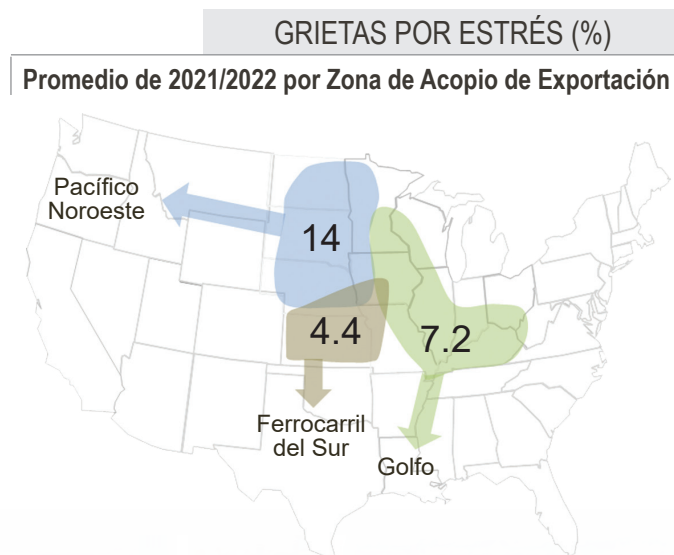 GRIETAS POR ESTRÉS (%)
Promedio de 2021/2022 por Zona de Acopio de Exportación
Pacífico
Noroeste
14
4.4
7.2
Ferrocarril
del Sur
Golfo